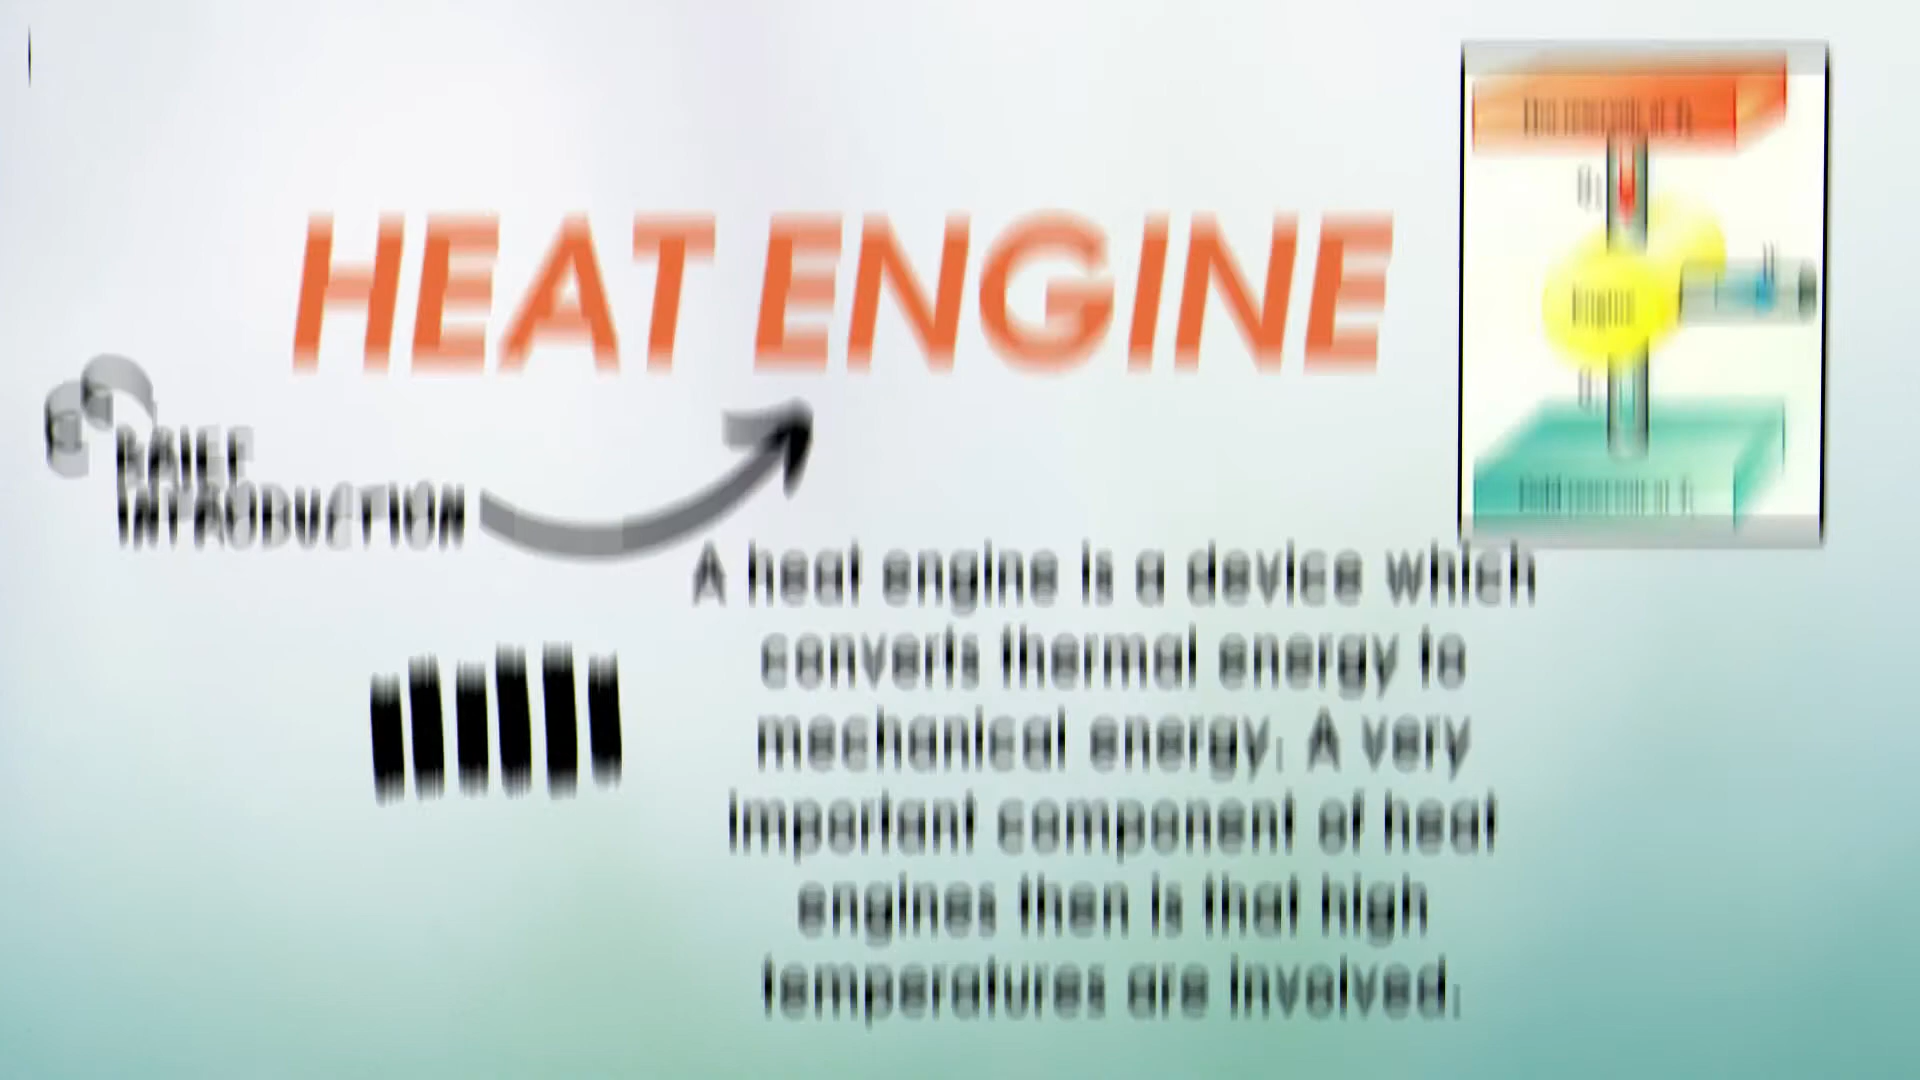 HEAT ENGINE
BRIEF
INTRODUCTION
A heat engine is a device which
converts thermal energy to
mechanical energy. A very
important component of heat
engines then is that high
temperatures are involved.
Engine